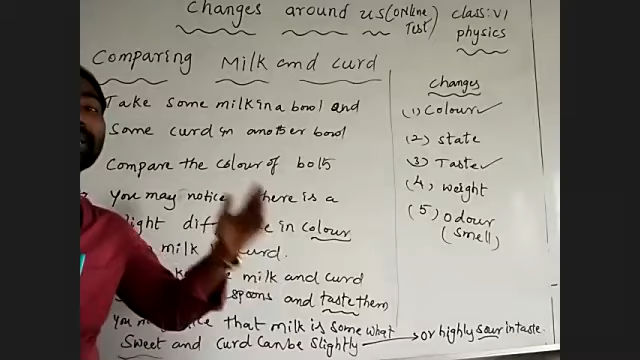 Changes around us (ONline Test) class: VI
physics
Comparing Milk and curd
Take some milk in a bowl and
Some curd in another bowl
Compare the colour of both
You may notice there is a
in colour
milk curd.
milk and curd
spoons and taste them
You that milk is some what
Sweet and curd can be slightly → or highly sour in taste.
changes
(1) Colour ✓
(2) state
(3) Taste ✓
(4) weight
(5) Odour
(smell)